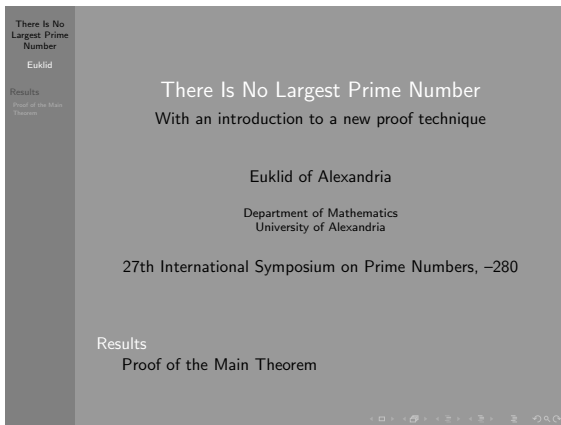 There Is No
Largest Prime
Number
Euklid
Results
Proof of the Main
Theorem
There Is No Largest Prime Number
With an introduction to a new proof technique
Euklid of Alexandria
Department of Mathematics
University of Alexandria
27th International Symposium on Prime Numbers, –280
Results
Proof of the Main Theorem